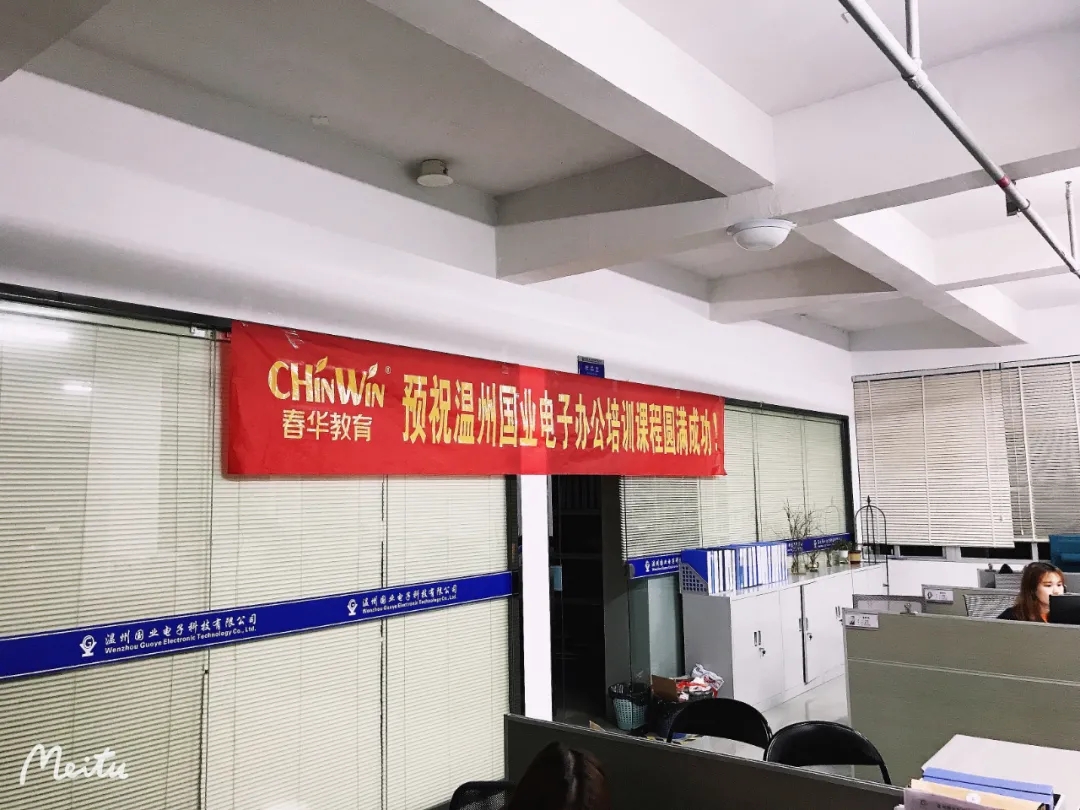 CHINWIN®
春华教育
预祝温州国业电子办公培训课程圆满成功!
温州国业电子科技有限公司
Wenzhou Guoye Electronic Technology Co., Ltd.
温州国业电子科技有限公司
Wenzhou Guoye Electronic Technology Co., Ltd.
Meitu